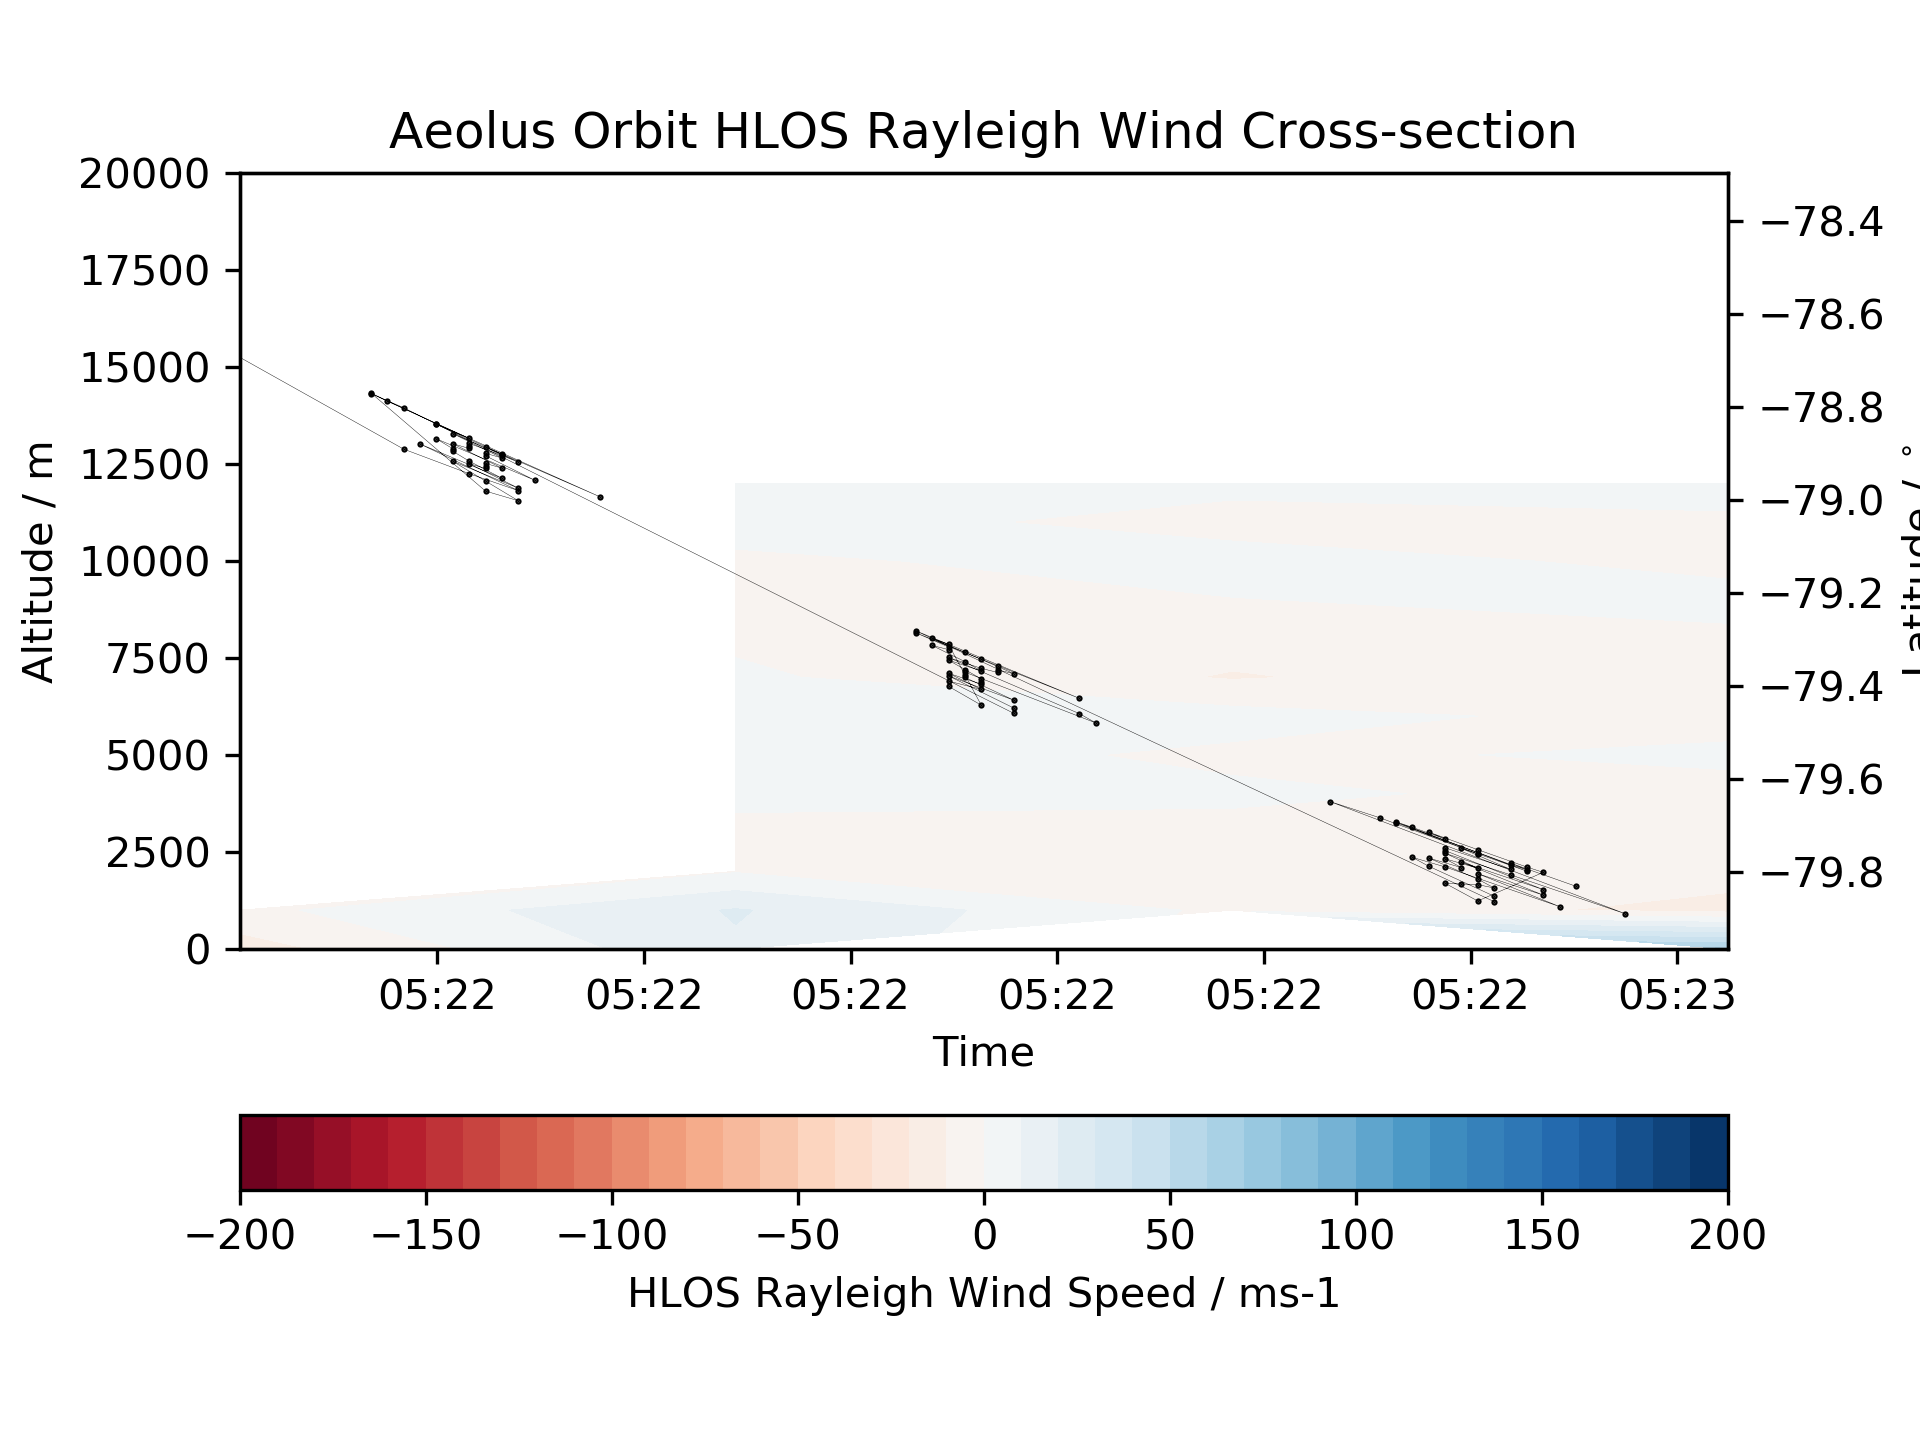 Aeolus Orbit HLOS Rayleigh Wind Cross-section
20000
17500
15000
12500
10000
7500
5000
2500
0
Altitude / m
−78.4
−78.6
−78.8
−79.0
−79.2
−79.4
−79.6
−79.8
Latitude / °
05:22 05:22 05:22 05:22 05:22 05:22 05:23
Time
−200 −150 −100 −50 0 50 100 150 200
HLOS Rayleigh Wind Speed / ms-1